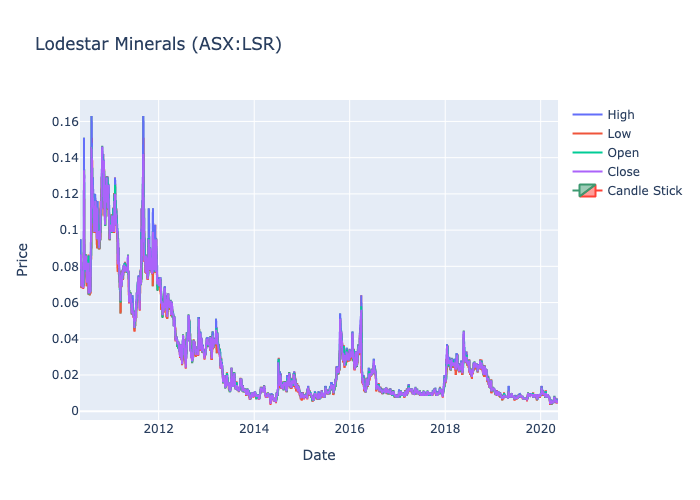 Lodestar Minerals (ASX:LSR)
High
Low
Open
Close
Candle Stick
Price
0.16
0.14
0.12
0.1
0.08
0.06
0.04
0.02
0
2012
2014
2016
2018
2020
Date